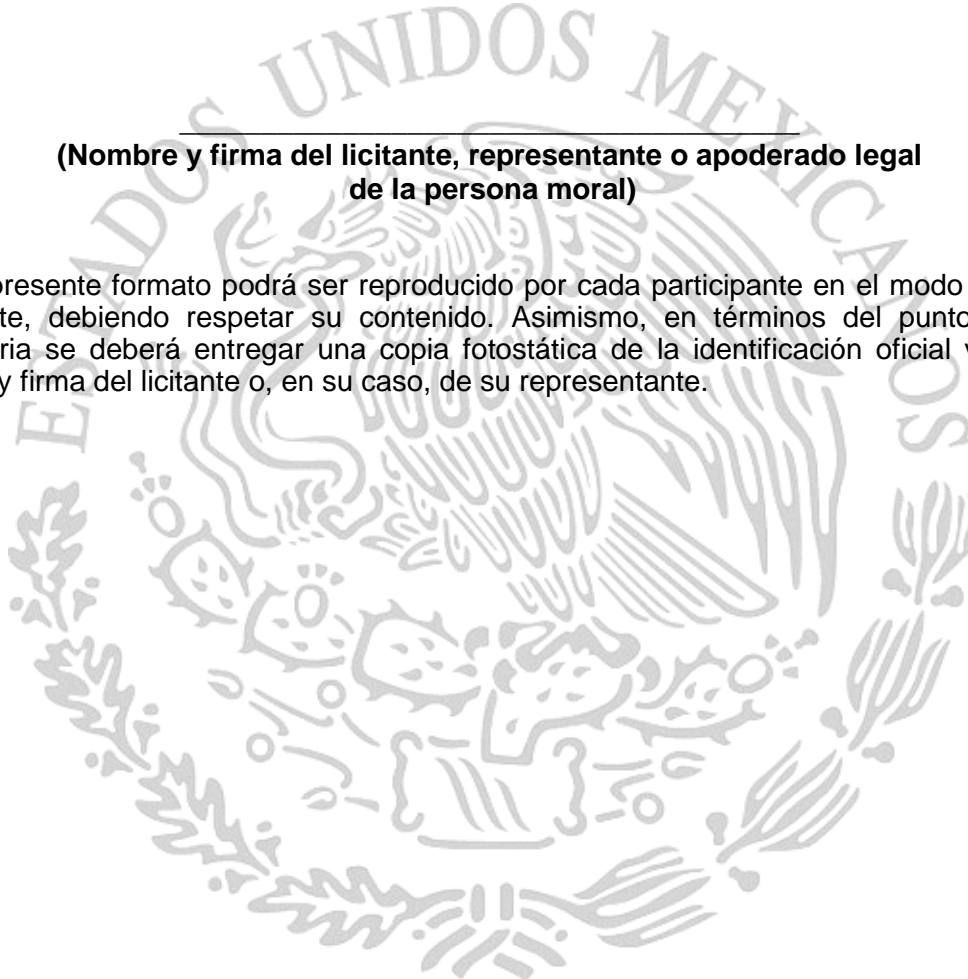 ESTADOS UNIDOS MEXICANOS
(Nombre y firma del licitante, representante o apoderado legal
de la persona moral)
presente formato podrá ser reproducido por cada participante en el modo
te, debiendo respetar su contenido. Asimismo, en términos del punto
ria se deberá entregar una copia fotostática de la identificación oficial
y firma del licitante o, en su caso, de su representante.